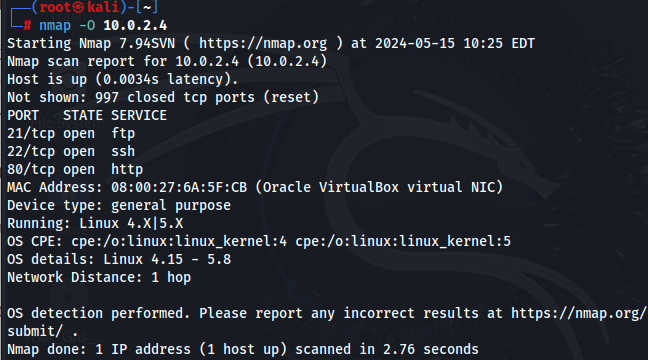 ┌──(root㉿kali)-[~]
└─# nmap -O 10.0.2.4
Starting Nmap 7.94SVN ( https://nmap.org ) at 2024-05-15 10:25 EDT
Nmap scan report for 10.0.2.4 (10.0.2.4)
Host is up (0.0034s latency).
Not shown: 997 closed tcp ports (reset)
PORT   STATE SERVICE
21/tcp open  ftp
22/tcp open  ssh
80/tcp open  http
MAC Address: 08:00:27:6A:5F:CB (Oracle VirtualBox virtual NIC)
Device type: general purpose
Running: Linux 4.X|5.X
OS CPE: cpe:/o:linux:linux_kernel:4 cpe:/o:linux:linux_kernel:5
OS details: Linux 4.15 - 5.8
Network Distance: 1 hop

OS detection performed. Please report any incorrect results at https://nmap.org/
submit/ .
Nmap done: 1 IP address (1 host up) scanned in 2.76 seconds